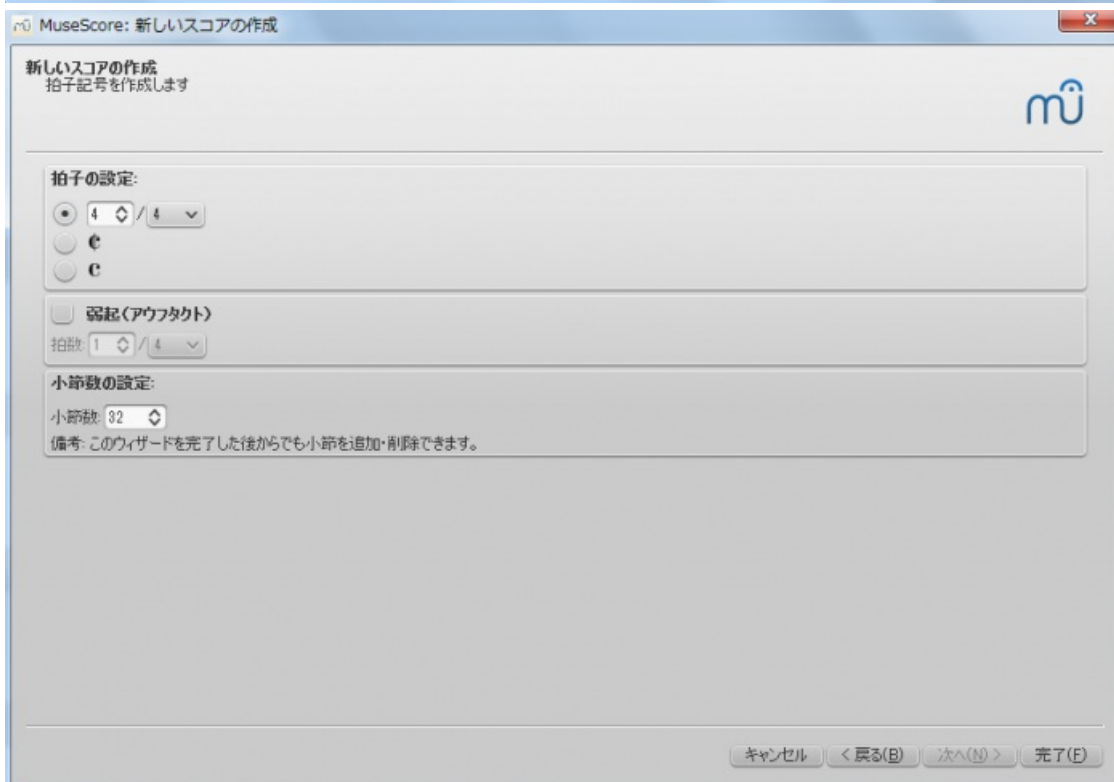 MuseScore: 新しいスコアの作成
新しいスコアの作成
拍子記号を作成します
拍子の設定:
4 / 4
¢
c
弱起(アウフタクト)
拍数: 1 / 4
小節数の設定:
小節数: 32
備考: このウィザードを完了した後からでも小節を追加・削除できます。
キャンセル < 戻る(B) 次へ(N) > 完了(F)